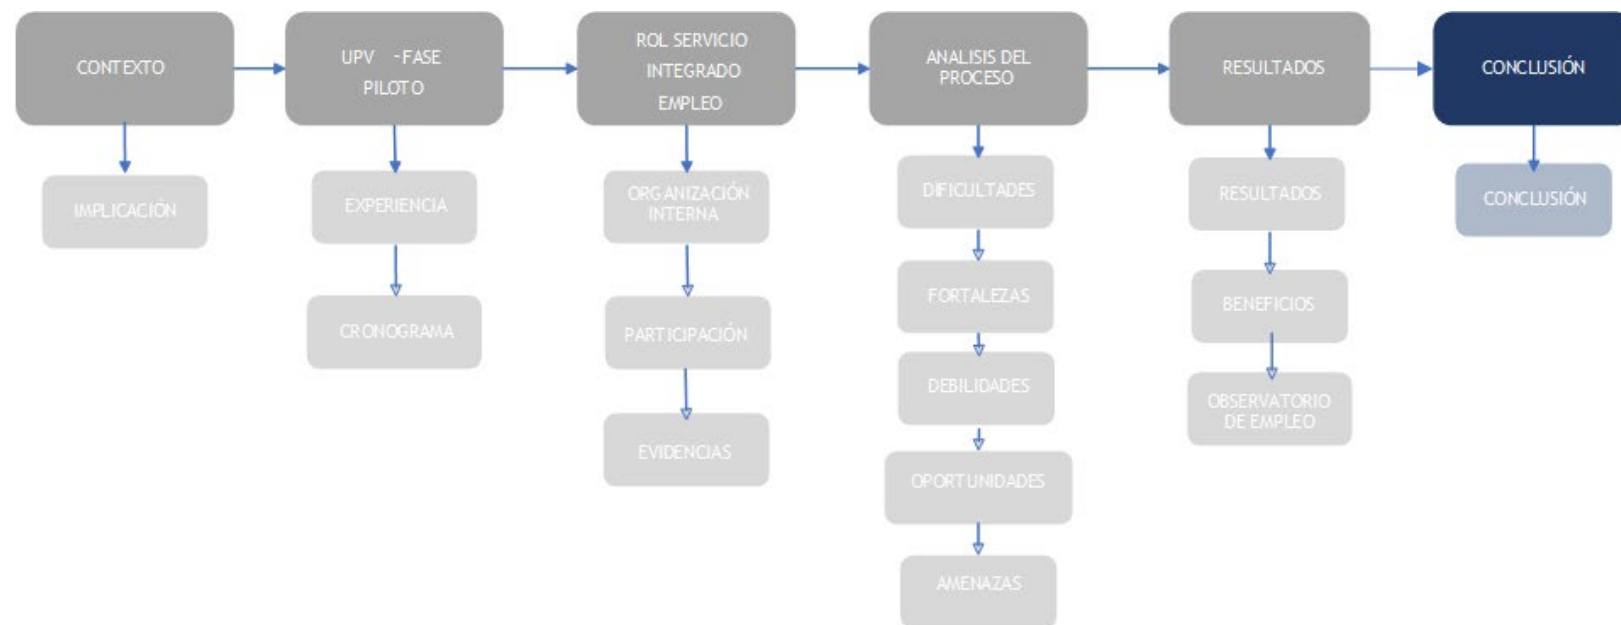 CONTEXTO
UPV - FASE
PILOTO
ROL SERVICIO
INTEGRADO
EMPLEO
ANALISIS DEL
PROCESO
RESULTADOS
CONCLUSIÓN
IMPLICACIÓN
EXPERIENCIA
CRONOGRAMA
ORGANIZACIÓN
INTERNA
PARTICIPACIÓN
EVIDENCIAS
DIFICULTADES
FORTALEZAS
DEBILIDADES
OPORTUNIDADES
AMENAZAS
RESULTADOS
BENEFICIOS
OBSERVATORIO
DE EMPLEO
CONCLUSIÓN